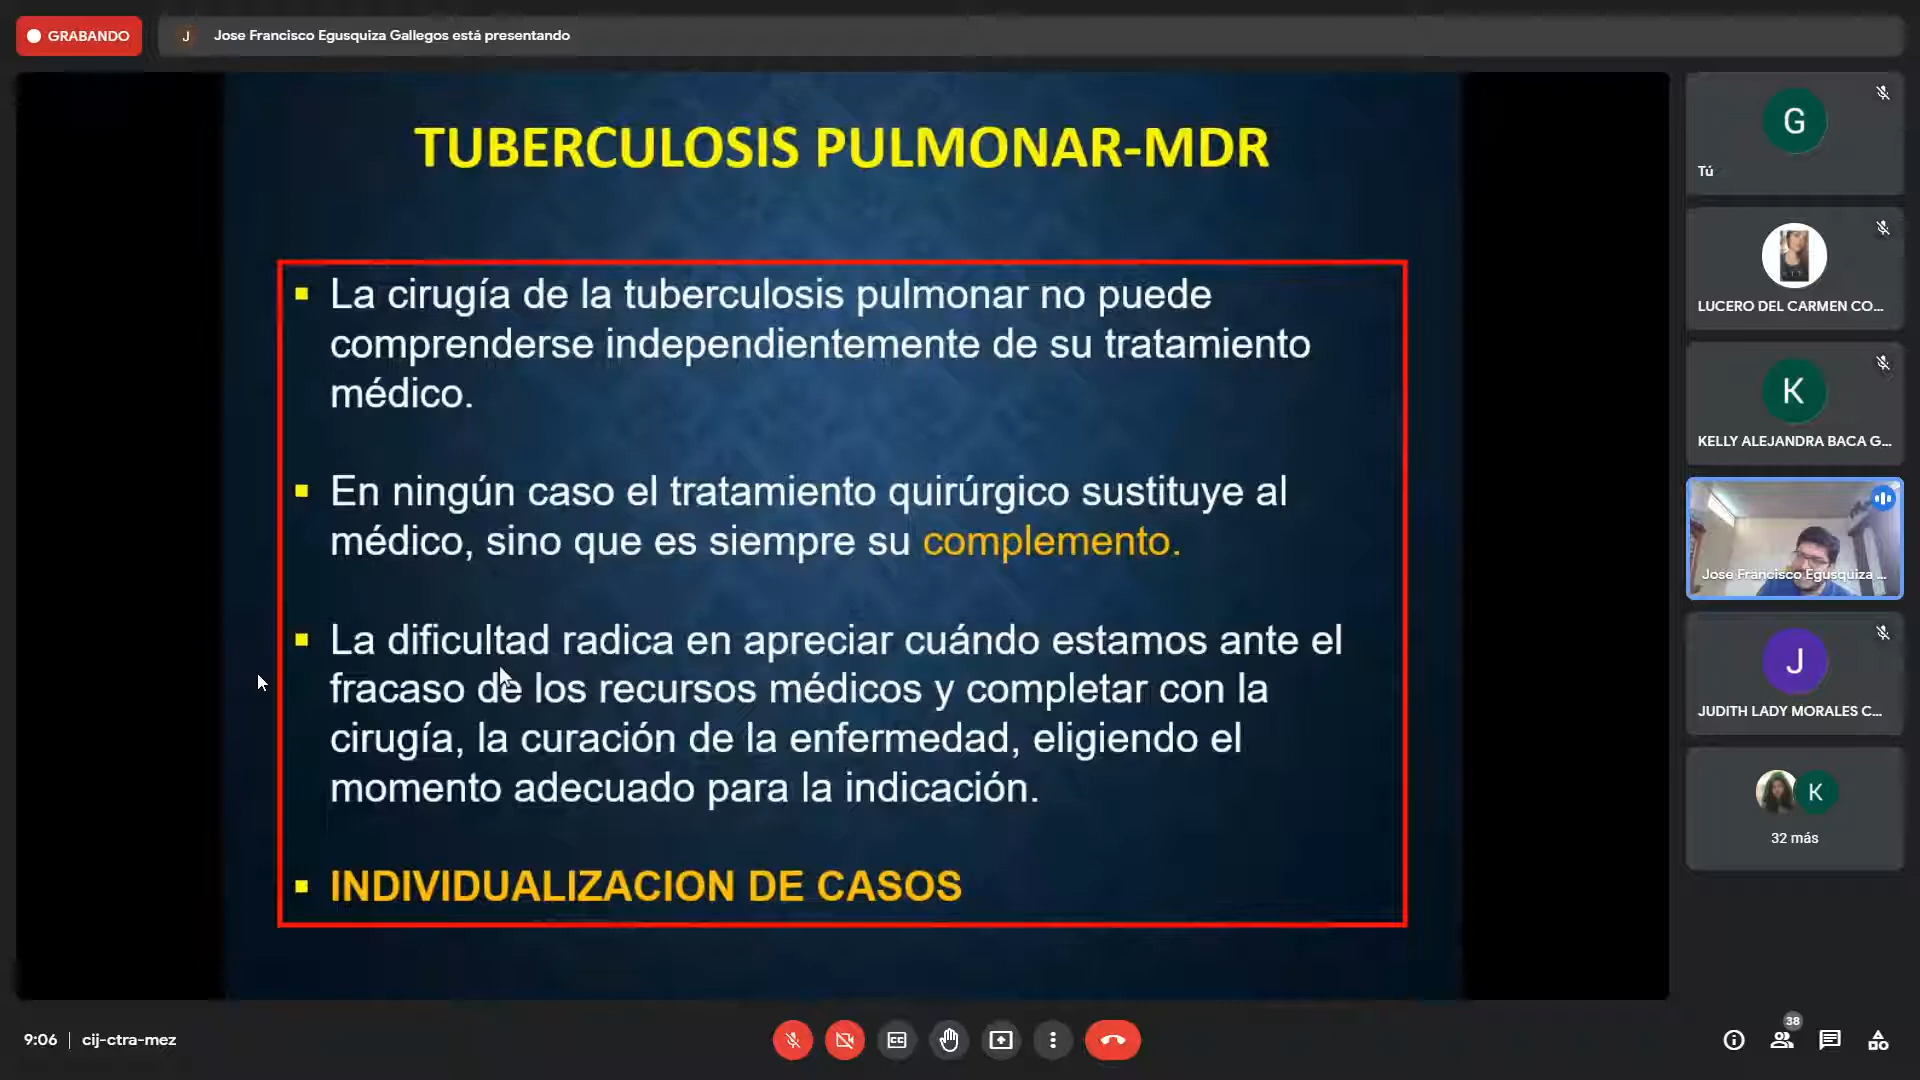 GRABANDO
J
Jose Francisco Egusquiza Gallegos está presentando
TUBERCULOSIS PULMONAR-MDR
La cirugía de la tuberculosis pulmonar no puede
comprenderse independientemente de su tratamiento
médico.
En ningún caso el tratamiento quirúrgico sustituye al
médico, sino que es siempre su complemento.
La dificultad radica en apreciar cuándo estamos ante el
fracaso de los recursos médicos y completar con la
cirugía, la curación de la enfermedad, eligiendo el
momento adecuado para la indicación.
INDIVIDUALIZACION DE CASOS
G
Tú
LUCERO DEL CARMEN CO...
K
KELLY ALEJANDRA BACA G...
Jose Francisco Egusquiza ...
J
JUDITH LADY MORALES C...
K
32 más
9:06 | cij-ctra-mez
38